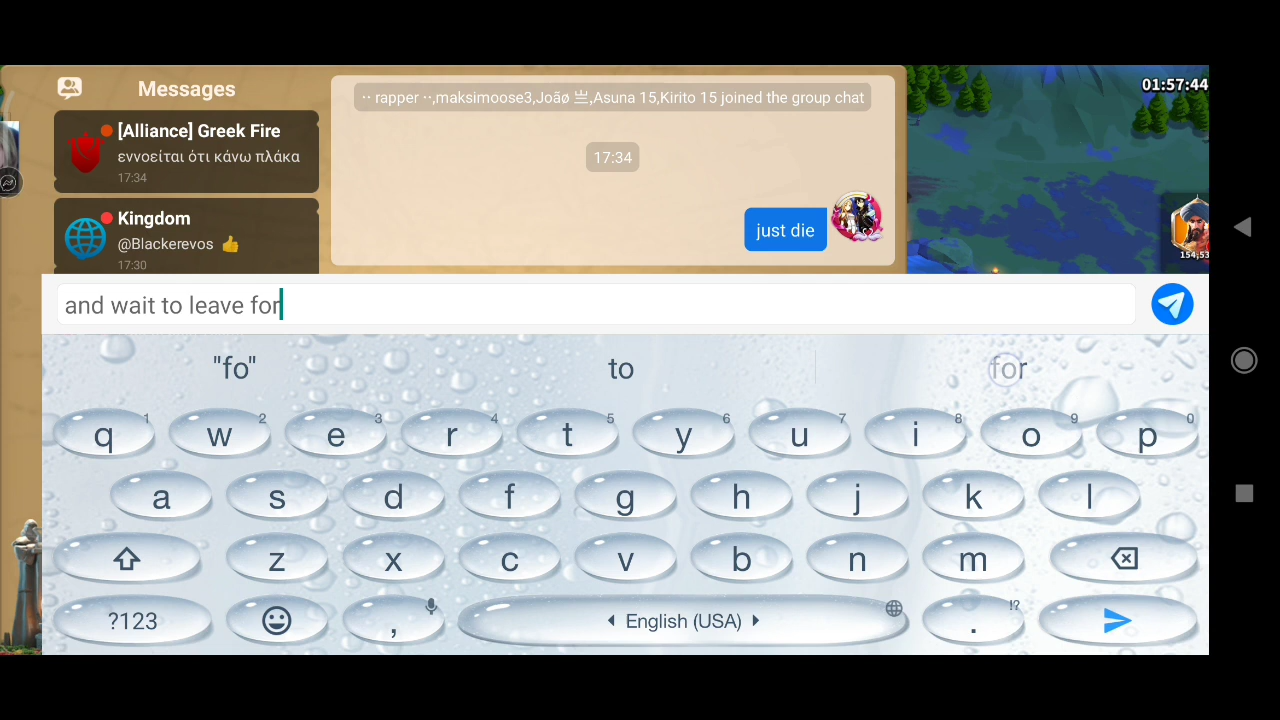 Messages
[Alliance] Greek Fire
εννοείται ότι κάνω πλάκα
17:34
Kingdom
@Blackerevos 👍
17:30
·· rapper ··,maksimoose3,Joãø 亗,Asuna 15,Kirito 15 joined the group chat
17:34
just die
01:57:44
154,53
and wait to leave for
"fo" to for
q 1 w 2 e 3 r 4 t 5 y 6 u 7 i 8 o 9 p 0
a s d f g h j k l
z x c v b n m
?123 , English (USA) . !?